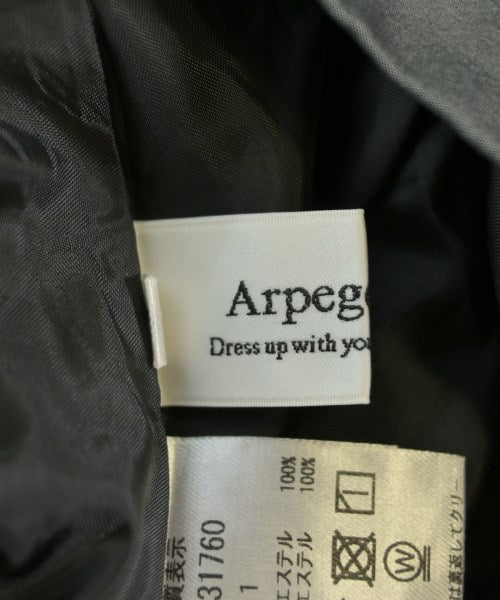 Arpeg
Dress up with you
質表示
31760
1
エステル 100%
エステル 100%
W
は裏返してクリー